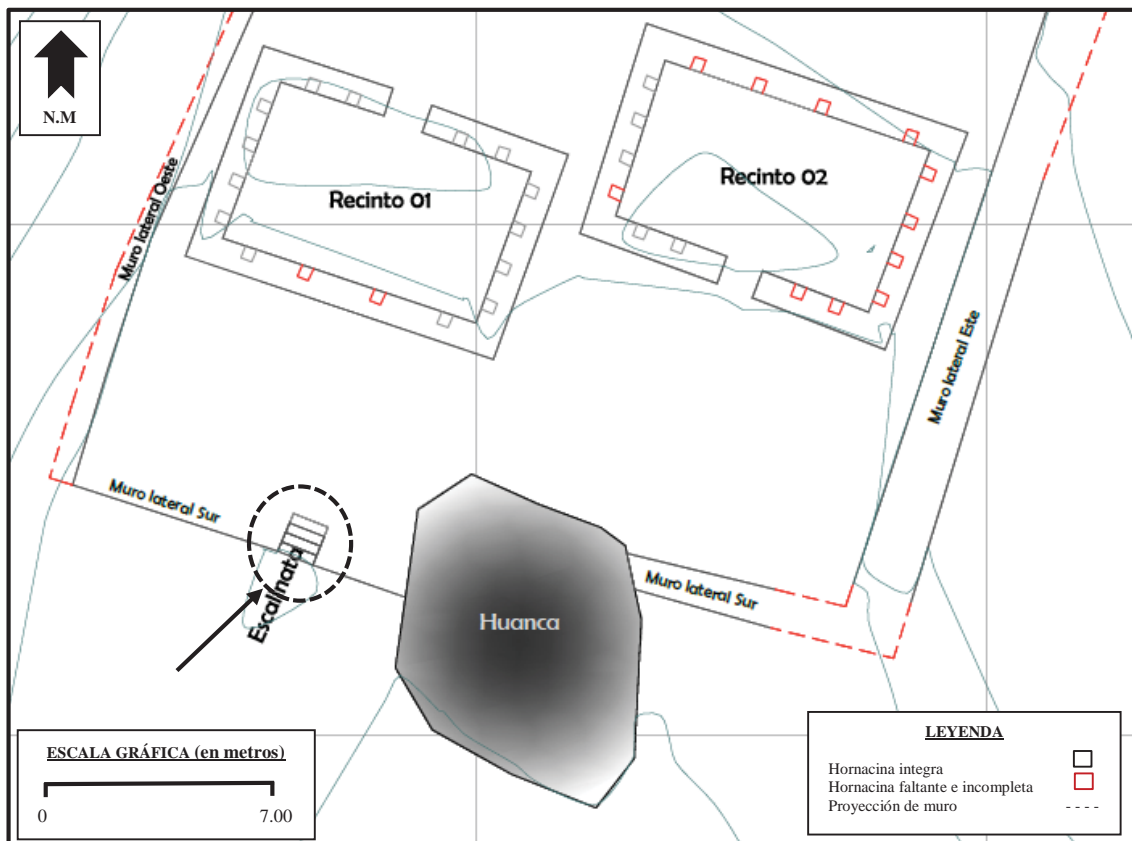 N.M
Recinto 01
Recinto 02
Muro lateral Oeste
Muro lateral Este
Muro lateral Sur
Escalinata
Muro lateral Sur
Huanca
ESCALA GRÁFICA (en metros)
0 7.00
LEYENDA
Hornacina integra
Hornacina faltante e incompleta
Proyección de muro